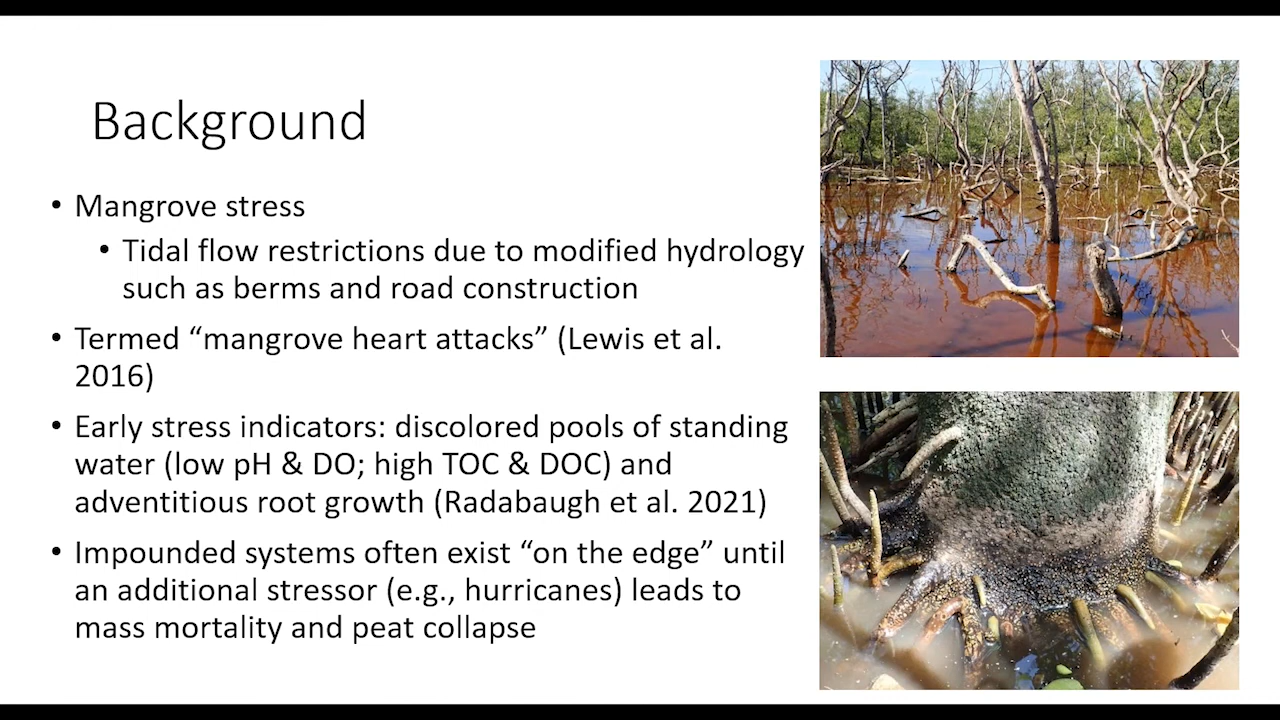 Background
• Mangrove stress
• Tidal flow restrictions due to modified hydrology
such as berms and road construction
• Termed “mangrove heart attacks” (Lewis et al.
2016)
• Early stress indicators: discolored pools of standing
water (low pH & DO; high TOC & DOC) and
adventitious root growth (Radabaugh et al. 2021)
• Impounded systems often exist “on the edge” until
an additional stressor (e.g., hurricanes) leads to
mass mortality and peat collapse